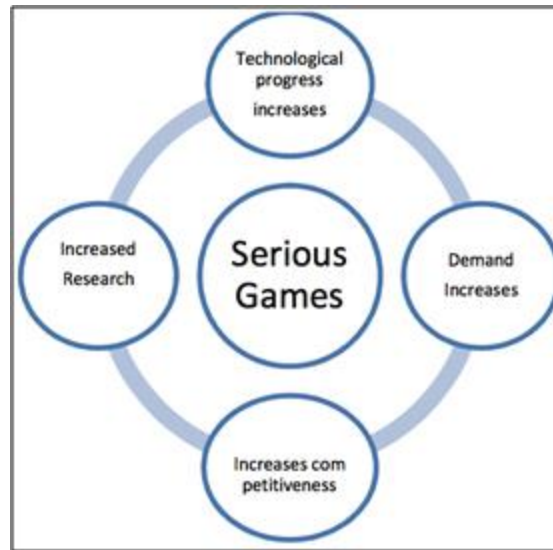 Technological
progress
increases
Increased
Research
Serious
Games
Demand
Increases
Increases com
petitiveness